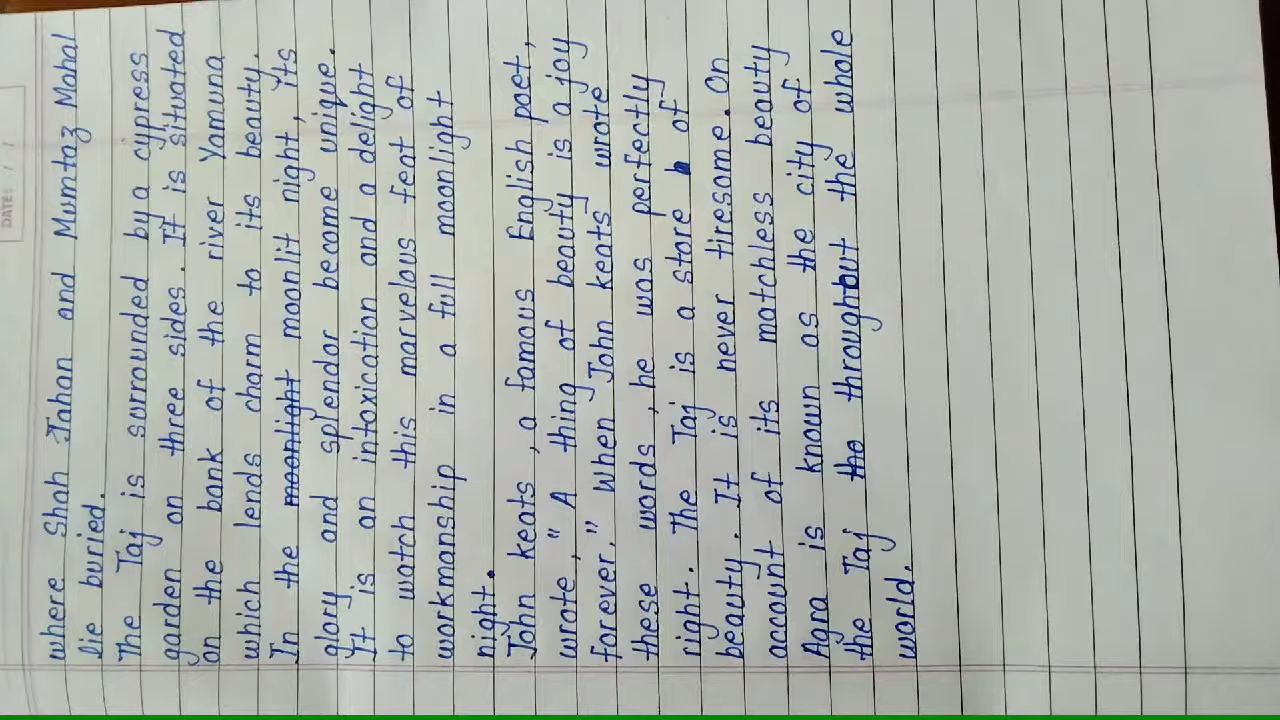 DATE: / /
where Shah Jahan and Mumtaz Mahal
lie buried.
The Taj is surrounded by a cypress
garden on three sides. It is situated
on the bank of the river Yamuna
which lends charm to its beauty.
In the moonlight moonlit night, its
glory and splendor become unique.
It is an intoxication and a delight
to watch this marvelous feat of
workmanship in a full moonlight
night.
John keats, a famous English poet,
wrote, "A thing of beauty is a joy
forever." When John keats wrote
these words, he was perfectly
right. The Taj is a store b of
beauty. It is never tiresome. On
account of its matchless beauty
Agra is known as the city of
the Taj the throughout the whole
world.